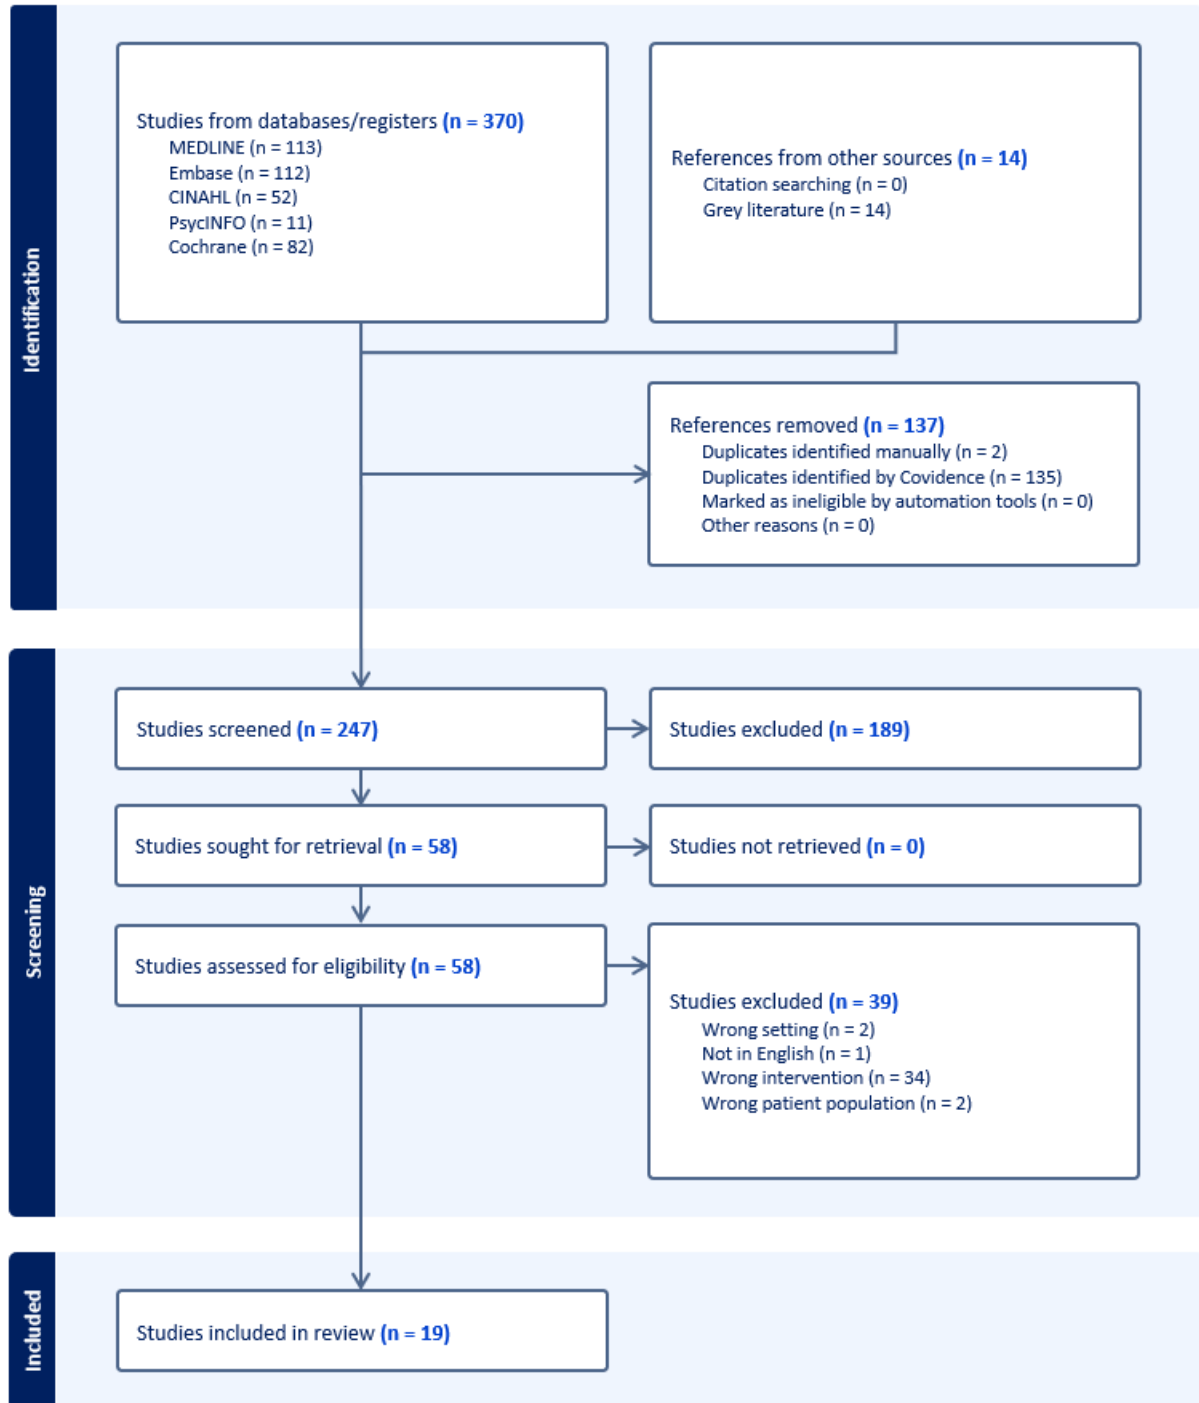 Identification
Studies from databases/registers (n = 370)
MEDLINE (n = 113)
Embase (n = 112)
CINAHL (n = 52)
PsycINFO (n = 11)
Cochrane (n = 82)
References from other sources (n = 14)
Citation searching (n = 0)
Grey literature (n = 14)
References removed (n = 137)
Duplicates identified manually (n = 2)
Duplicates identified by Covidence (n = 135)
Marked as ineligible by automation tools (n = 0)
Other reasons (n = 0)
Screening
Studies screened (n = 247)
Studies excluded (n = 189)
Studies sought for retrieval (n = 58)
Studies not retrieved (n = 0)
Studies assessed for eligibility (n = 58)
Studies excluded (n = 39)
Wrong setting (n = 2)
Not in English (n = 1)
Wrong intervention (n = 34)
Wrong patient population (n = 2)
Included
Studies included in review (n = 19)